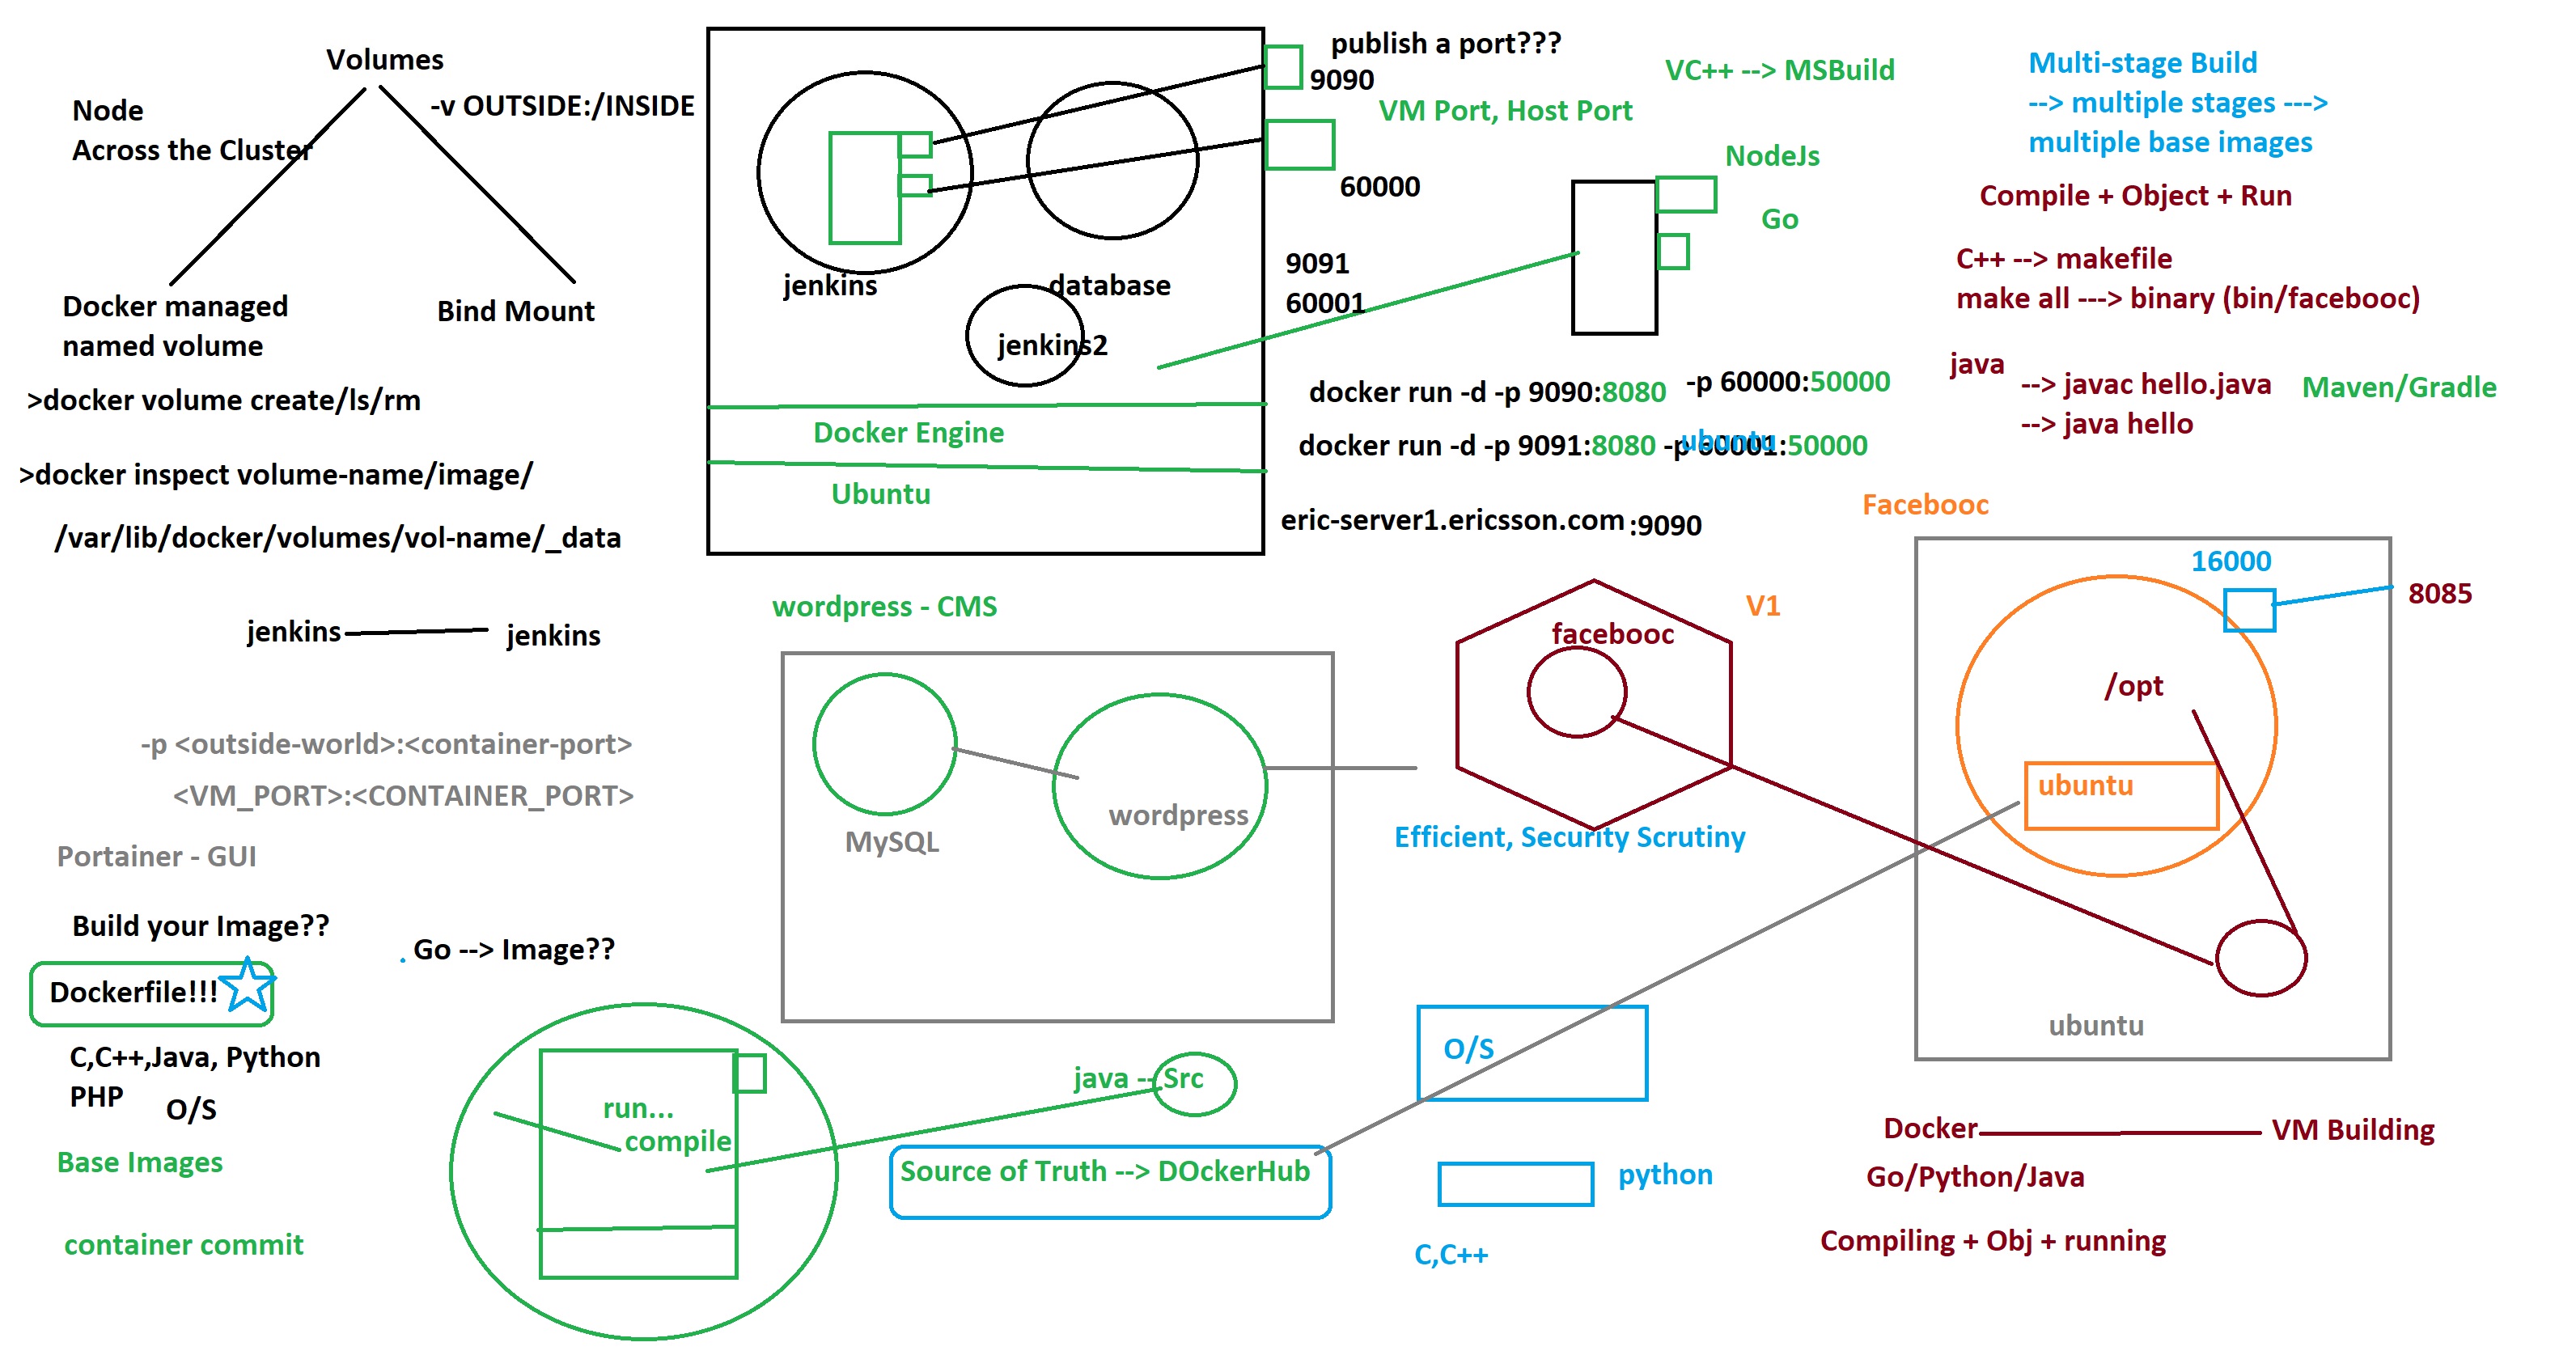 Volumes
Node
-v OUTSIDE:/INSIDE
Across the Cluster
Docker managed
named volume
Bind Mount
>docker volume create/ls/rm
>docker inspect volume-name/image/
/var/lib/docker/volumes/vol-name/_data
jenkins
jenkins
-p <outside-world>:<container-port>
<VM_PORT>:<CONTAINER_PORT>
Portainer - GUI
Build your Image??
Go --> Image??
Dockerfile!!!
C,C++,Java, Python
PHP
O/S
Base Images
container commit
run...
compile
java -- Src
Source of Truth --> DOckerHub
jenkins
database
jenkins2
Docker Engine
Ubuntu
publish a port???
9090
VM Port, Host Port
60000
9091
60001
docker run -d -p 9090:8080 -p 60000:50000
docker run -d -p 9091:8080 -p 60001:50000
ubuntu
eric-server1.ericsson.com :9090
VC++ --> MSBuild
NodeJs
Go
Multi-stage Build
--> multiple stages --->
multiple base images
Compile + Object + Run
C++ --> makefile
make all ---> binary (bin/facebooc)
java
--> javac hello.java
Maven/Gradle
--> java hello
wordpress - CMS
MySQL
wordpress
facebooc
V1
Efficient, Security Scrutiny
Facebooc
16000
8085
/opt
ubuntu
ubuntu
O/S
python
C,C++
Docker
VM Building
Go/Python/Java
Compiling + Obj + running